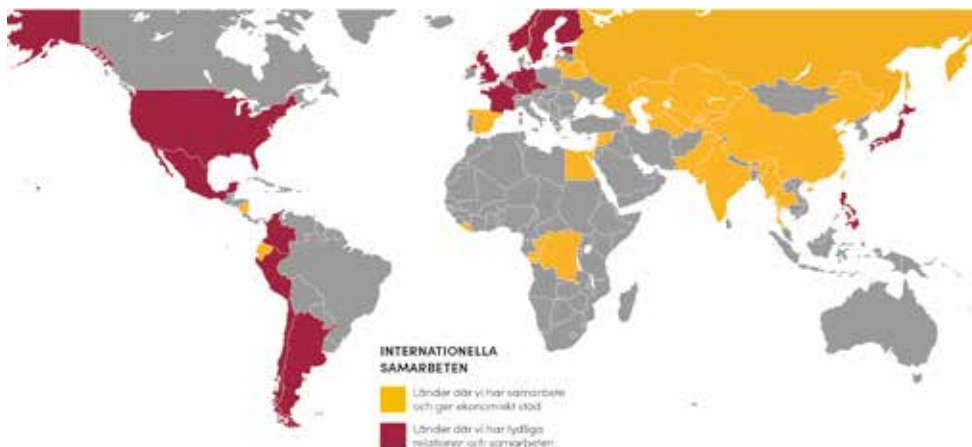 INTERNATIONELLA
SAMARBETEN
Länder där vi har samarbete
och ger ekonomiskt stöd
Länder där vi har tydliga
relationer och samarbeten